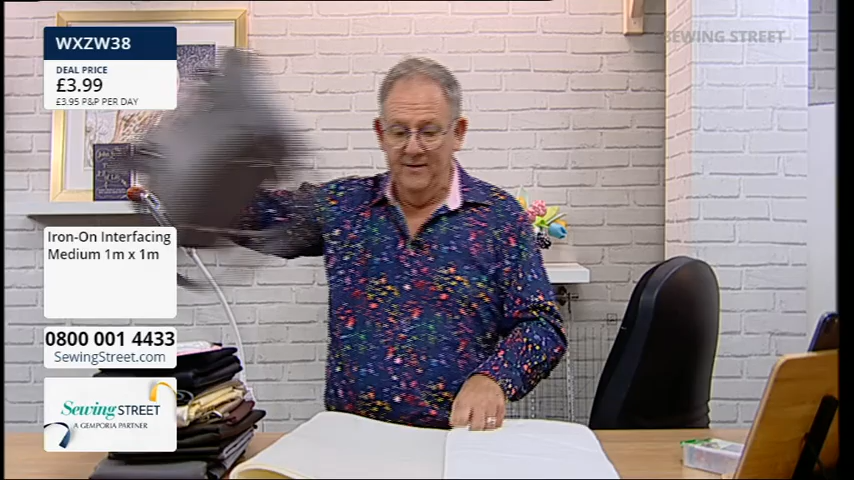 WXZW38
DEAL PRICE
£3.99
£3.95 P&P PER DAY
SEWING STREET
Iron-On Interfacing
Medium 1m x 1m
0800 001 4433
SewingStreet.com
Sewing STREET
A GEMPORIA PARTNER